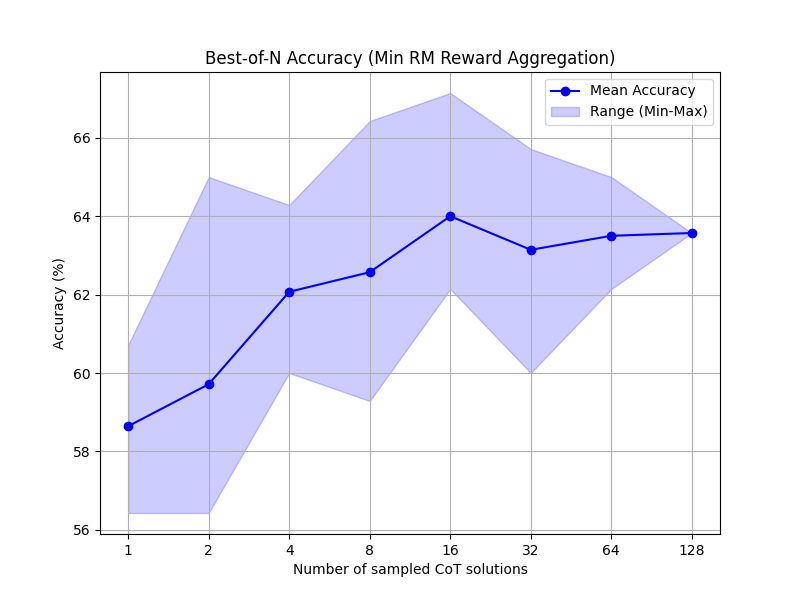 Best-of-N Accuracy (Min RM Reward Aggregation)
Mean Accuracy
Range (Min-Max)
Accuracy (%)
66
64
62
60
58
56
1 2 4 8 16 32 64 128
Number of sampled CoT solutions